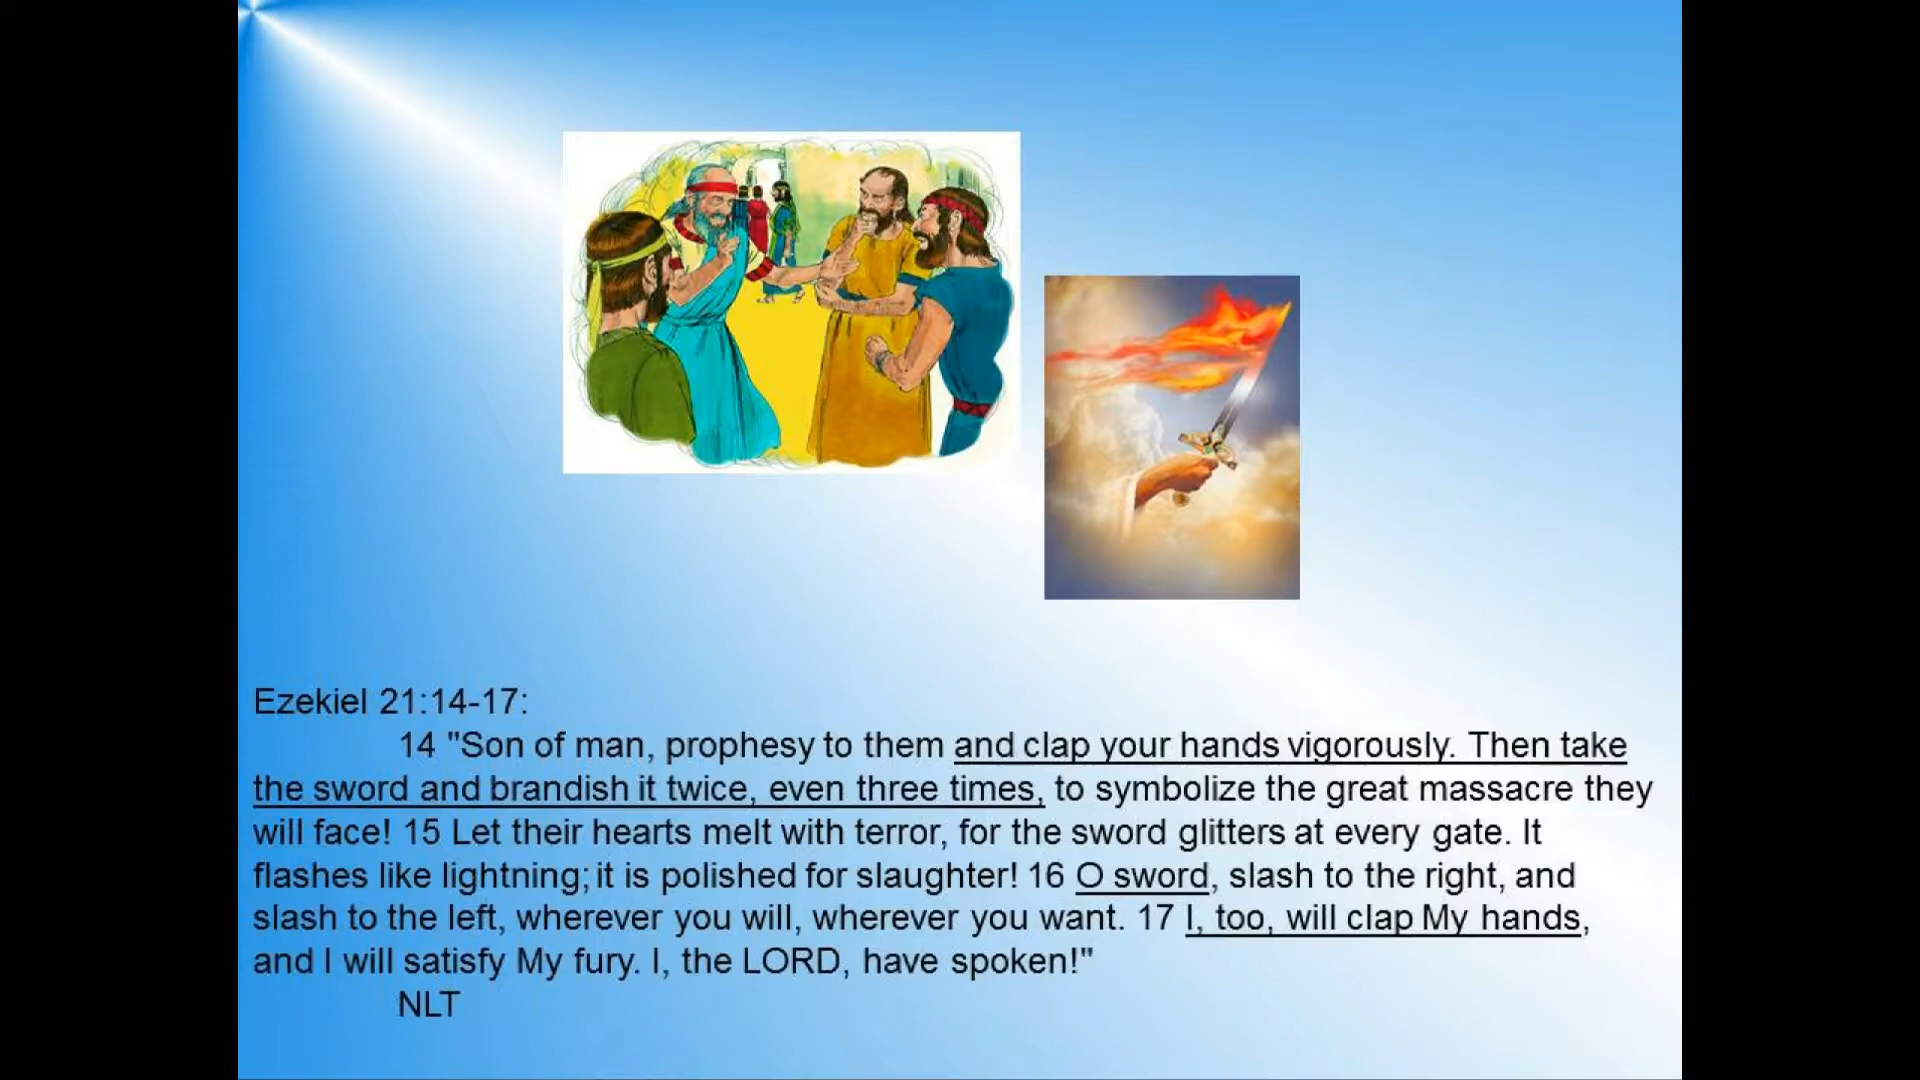 Ezekiel 21:14-17:
14 "Son of man, prophesy to them and clap your hands vigorously. Then take
the sword and brandish it twice, even three times, to symbolize the great massacre they
will face! 15 Let their hearts melt with terror, for the sword glitters at every gate. It
flashes like lightning; it is polished for slaughter! 16 O sword, slash to the right, and
slash to the left, wherever you will, wherever you want. 17 I, too, will clap My hands,
and I will satisfy My fury. I, the LORD, have spoken!"
NLT